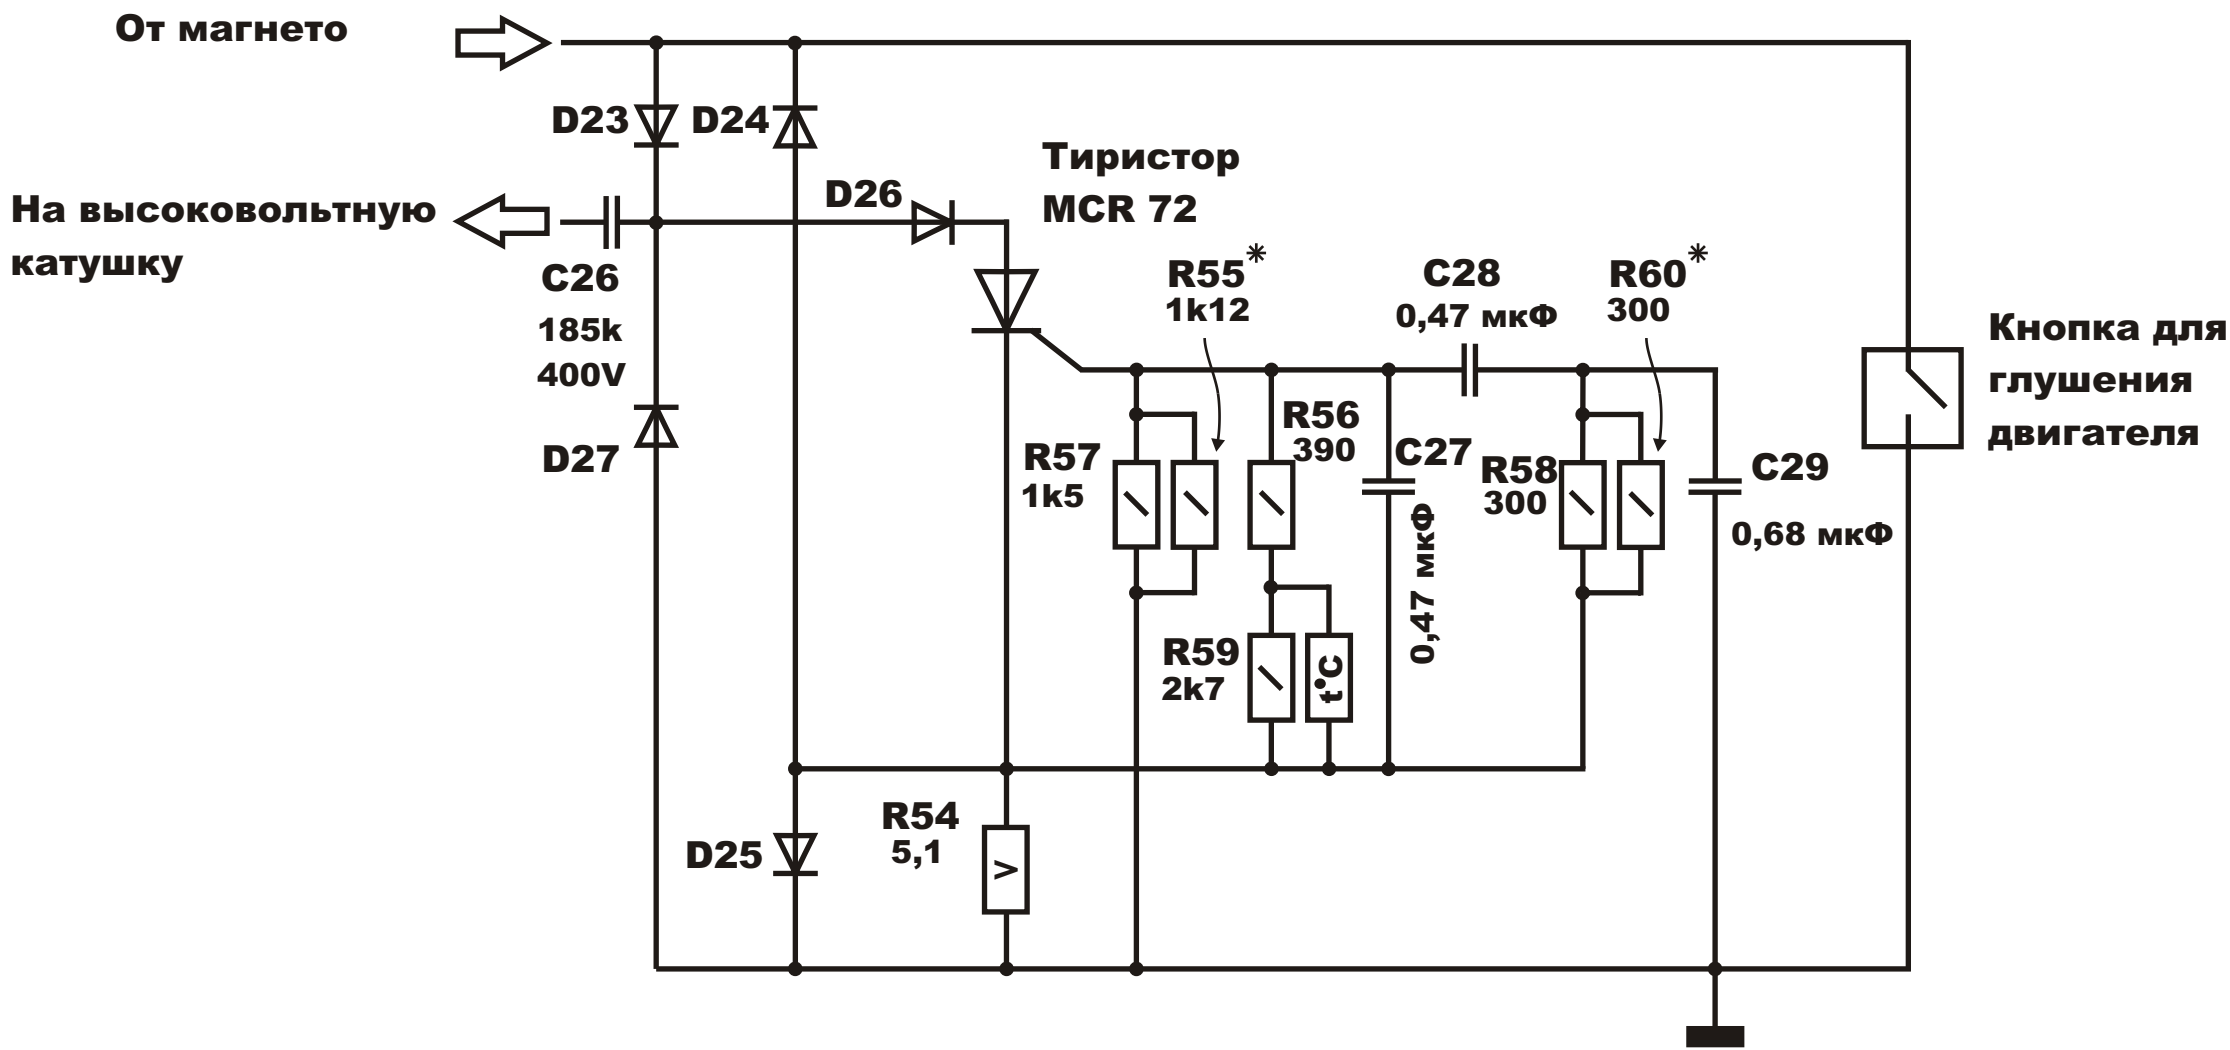 От магнето
D23
D24
Тиристор
MCR 72
D26
На высоковольтную
катушку
C26
185k
400V
R55*
1k12
C28
0,47 мкФ
R60*
300
Кнопка для
глушения
двигателя
D27
R57
1k5
R56
390
C27
0,47 мкФ
R58
300
C29
0,68 мкФ
R59
2k7
t°C
R54
5,1
V
D25